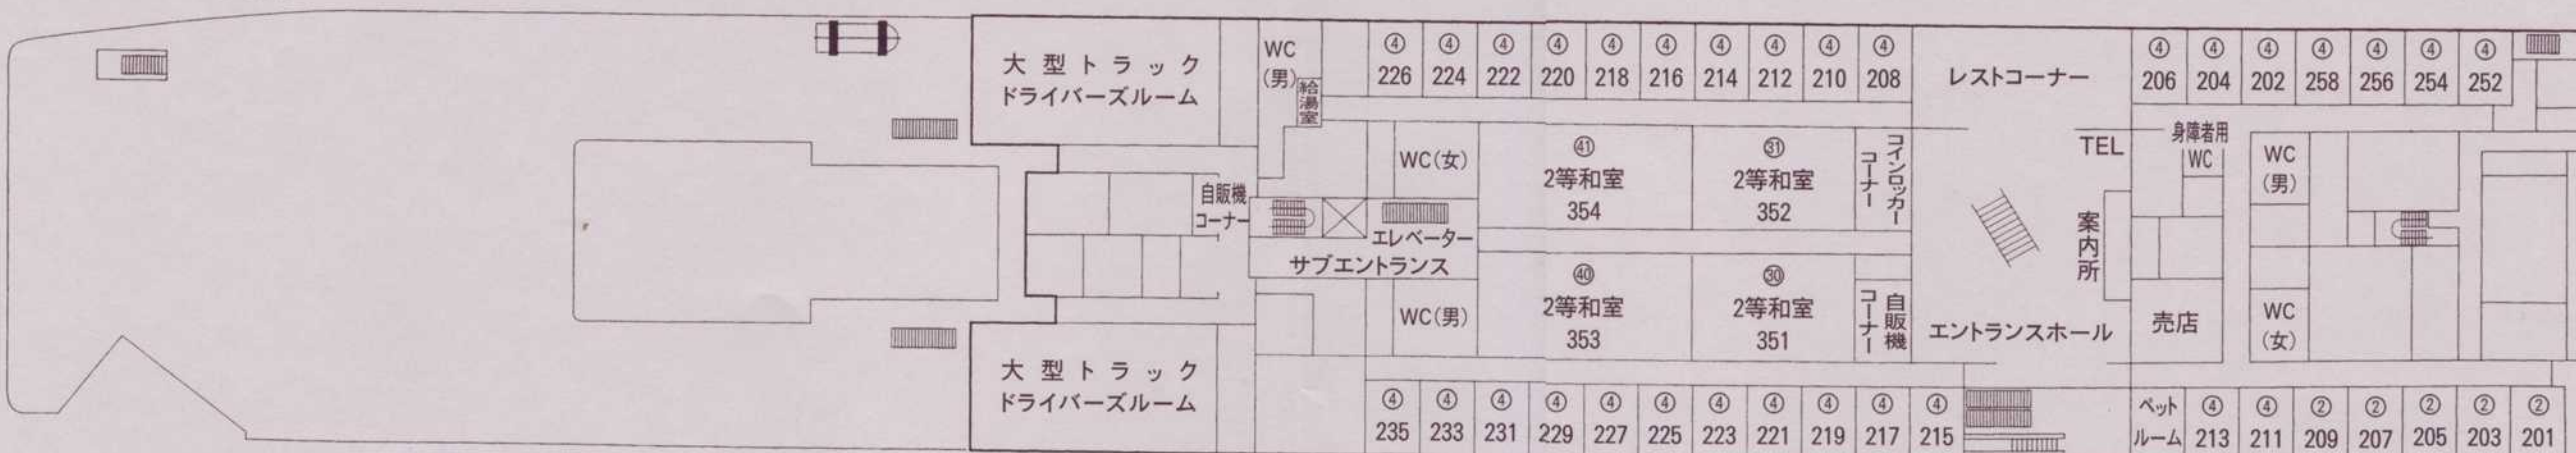 大型トラック
ドライバーズルーム
WC
(男)
給湯室
④ ④ ④ ④ ④ ④ ④ ④ ④ ④
226 224 222 220 218 216 214 212 210 208
レストコーナー
④ ④ ④ ④ ④ ④ ④
206 204 202 258 256 254 252
WC(女)
㊶
2等和室
354
㉛
2等和室
352
コインロッカー
コーナー
TEL
身障者用
WC
WC
(男)
自販機
コーナー
エレベーター
サブエントランス
案内所
WC(男)
㊵
2等和室
353
㉚
2等和室
351
自販機
コーナー
エントランスホール
売店
WC
(女)
大型トラック
ドライバーズルーム
④ ④ ④ ④ ④ ④ ④ ④ ④ ④ ④
235 233 231 229 227 225 223 221 219 217 215
ペット
ルーム
④ ④ ② ② ② ② ②
213 211 209 207 205 203 201